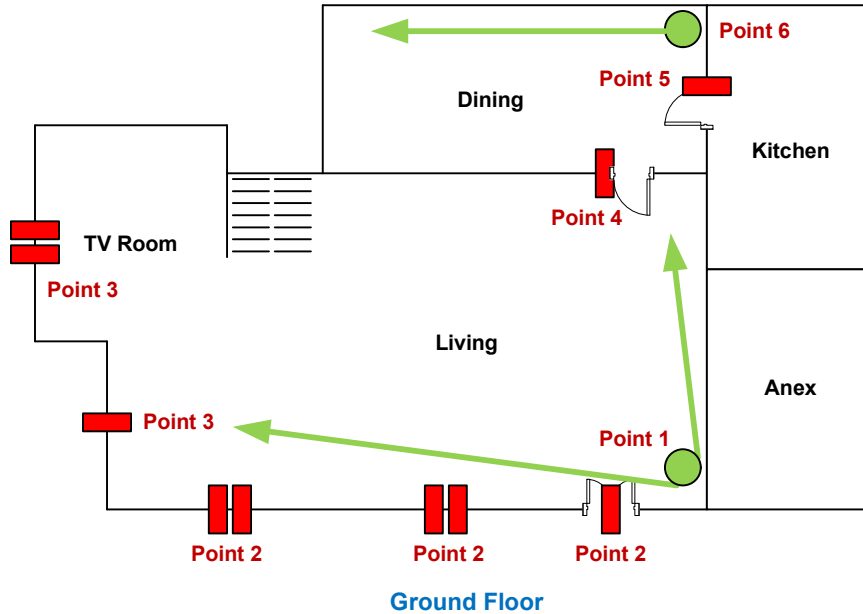 Point 6
Point 5
Dining
Kitchen
Point 4
TV Room
Point 3
Living
Anex
Point 3
Point 1
Point 2
Point 2
Point 2
Ground Floor